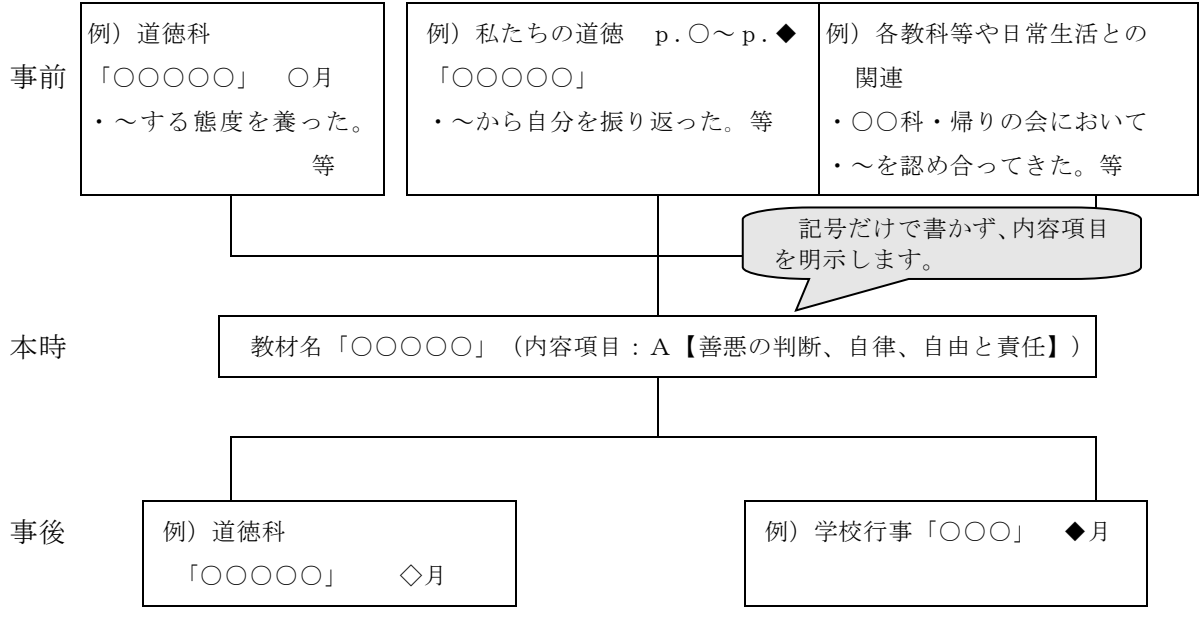 事前
例）道徳科
「○○○○○」　○月
・～する態度を養った。
等
例）私たちの道徳　p.○～p.◆
「○○○○○」
・～から自分を振り返った。等
例）各教科等や日常生活との
関連
・○○科・帰りの会において
・～を認め合ってきた。等
記号だけで書かず、内容項目
を明示します。
本時
教材名「○○○○○」（内容項目：A【善悪の判断、自律、自由と責任】）
事後
例）道徳科
「○○○○○」　◇月
例）学校行事「○○○」　◆月